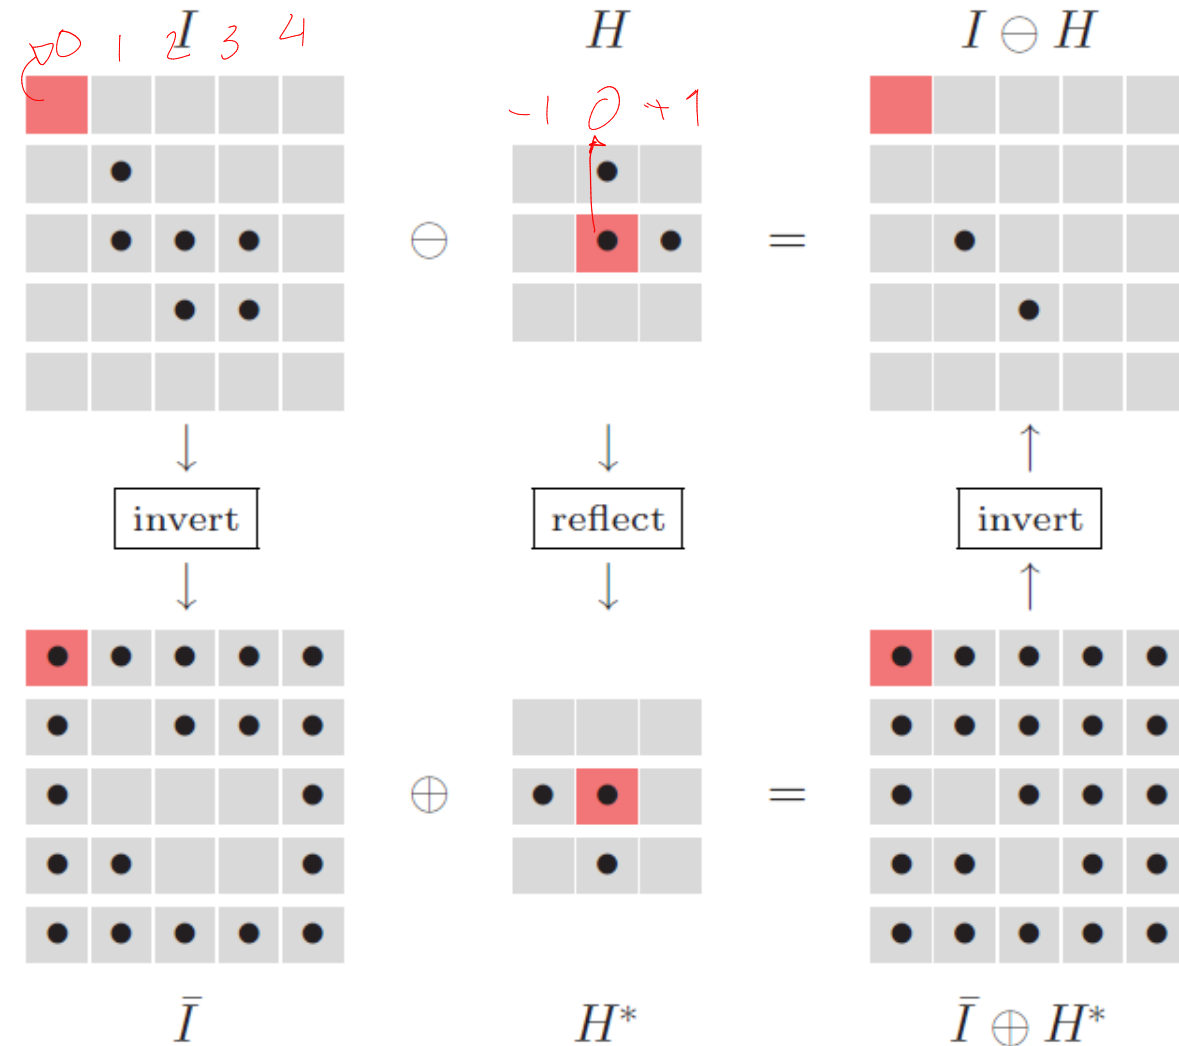 I H I ⊖ H
0 1 2 3 4
-1 0 +1
⊖ =
↓ ↓ ↑
invert reflect invert
↓ ↓ ↑
⊕ =
Ī H* Ī ⊕ H*